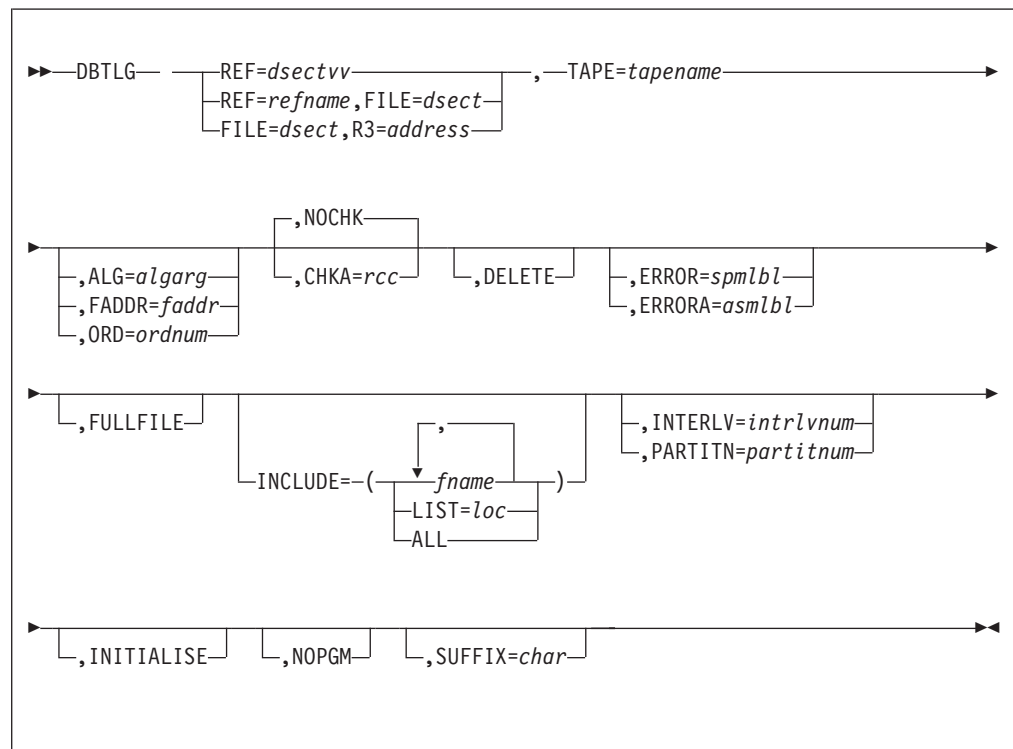 DBTLG REF=dsectvv , TAPE=tapename
REF=refname,FILE=dsect
FILE=dsect,R3=address
,NOCHK
,ALG=algarg ,CHKA=rcc ,DELETE ,ERROR=spmlbl
,FADDR=faddr ,ERRORA=asmlbl
,ORD=ordnum
,FULLFILE , ,INTERLV=intrlvnum
INCLUDE= ( fname ) ,PARTITN=partitnum
LIST=loc
ALL
,INITIALISE ,NOPGM ,SUFFIX=char